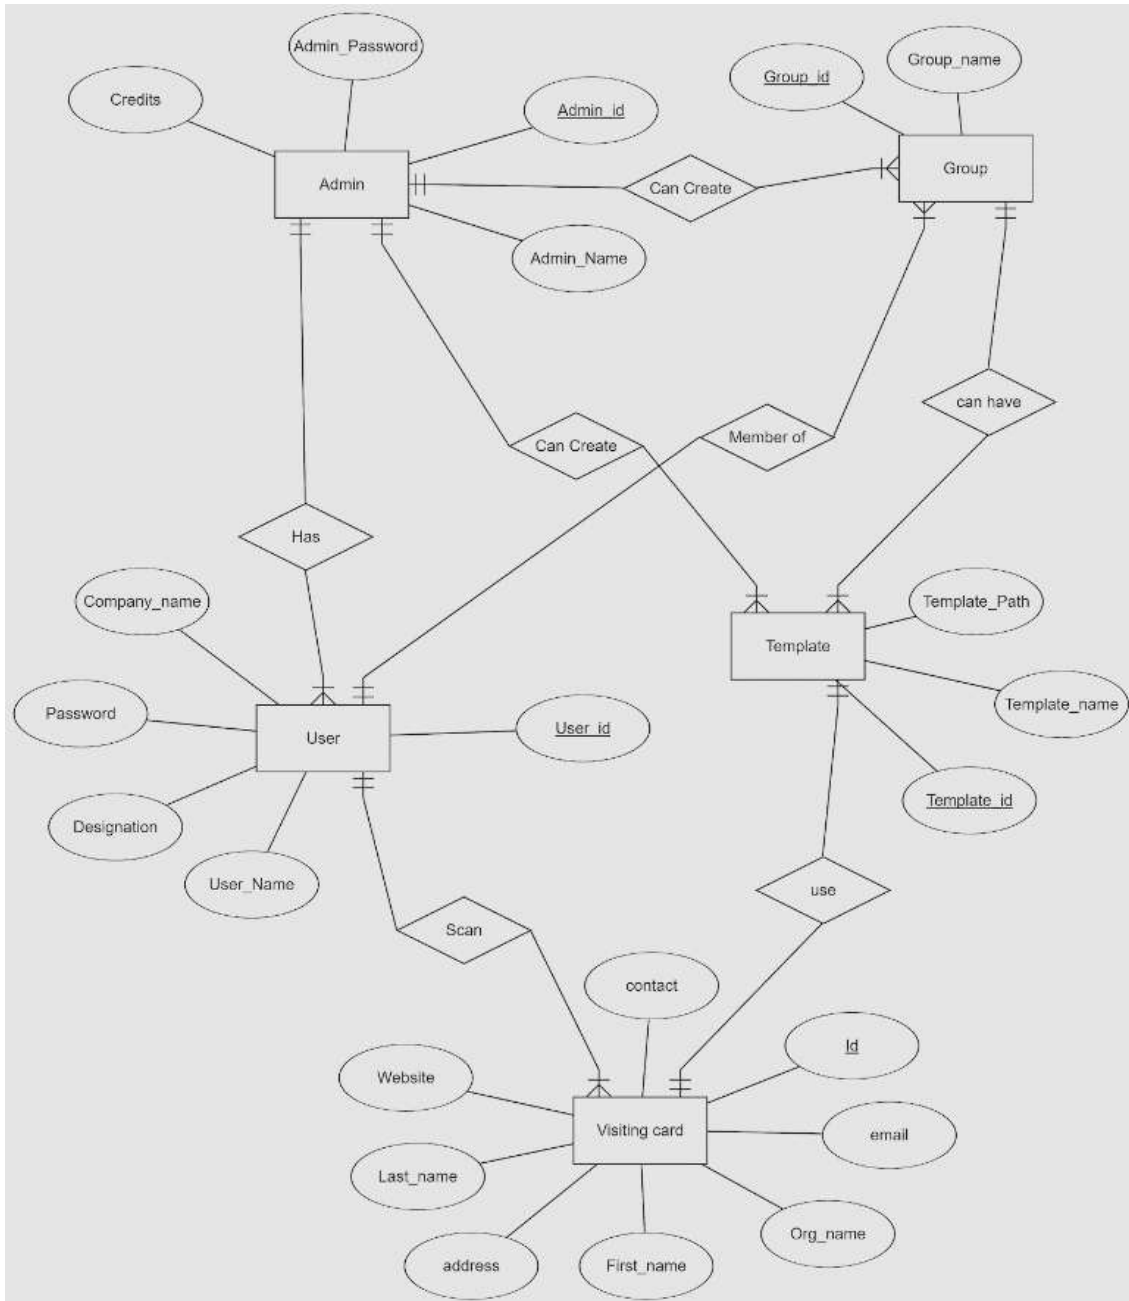 Admin_Password
Group_name
Group_id
Credits
Admin_id
Group
Admin
Can Create
Admin_Name
can have
Member of
Can Create
Has
Company_name
Template_Path
Template
Template_name
Password
User_id
User
Template_id
Designation
User_Name
use
Scan
contact
Id
Website
Visiting card
email
Last_name
Org_name
address
First_name